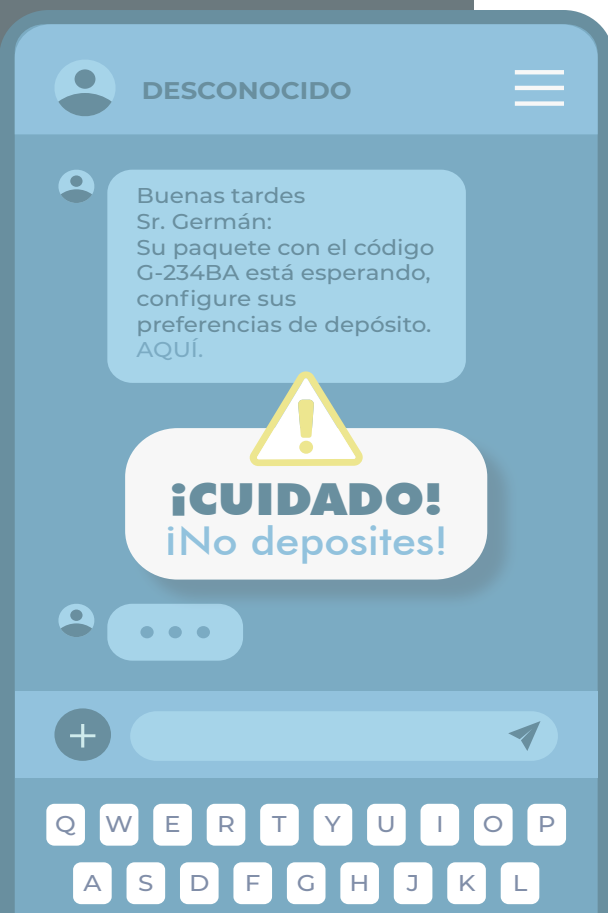 DESCONOCIDO
Buenas tardes
Sr. Germán:
Su paquete con el código
G-234BA está esperando,
configure sus
preferencias de depósito.
AQUÍ.
¡CUIDADO!
¡No deposites!
Q W E R T Y U I O P
A S D F G H J K L